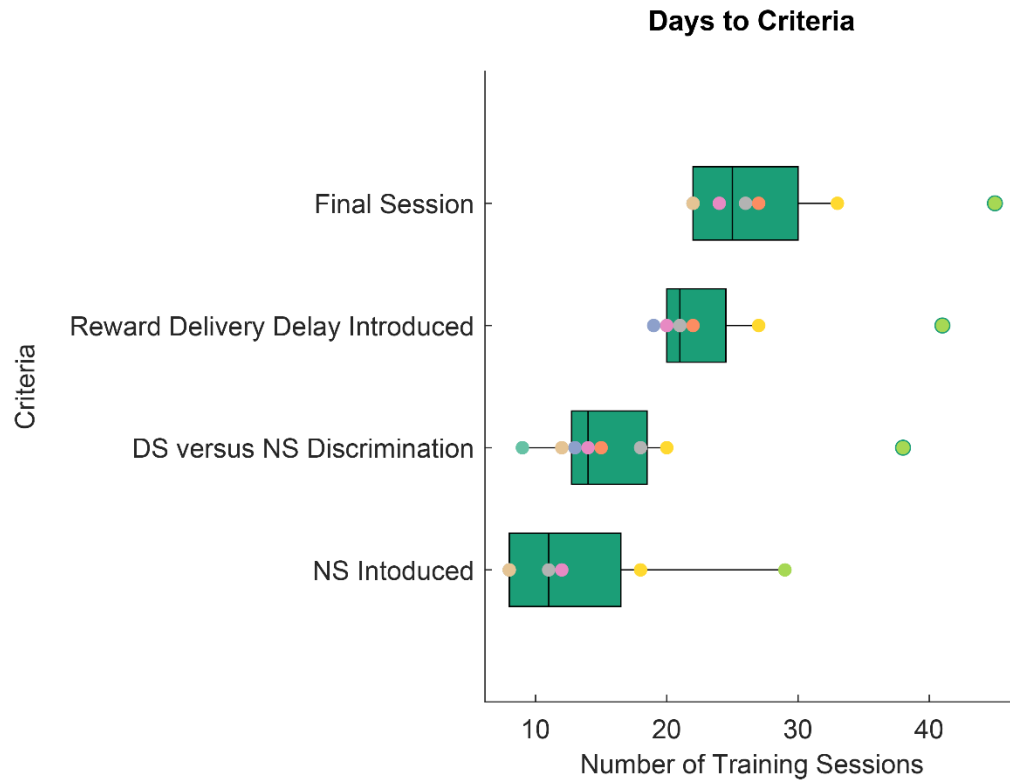 Days to Criteria
Final Session
Reward Delivery Delay Introduced
DS versus NS Discrimination
NS Intoduced
Criteria
10 20 30 40
Number of Training Sessions